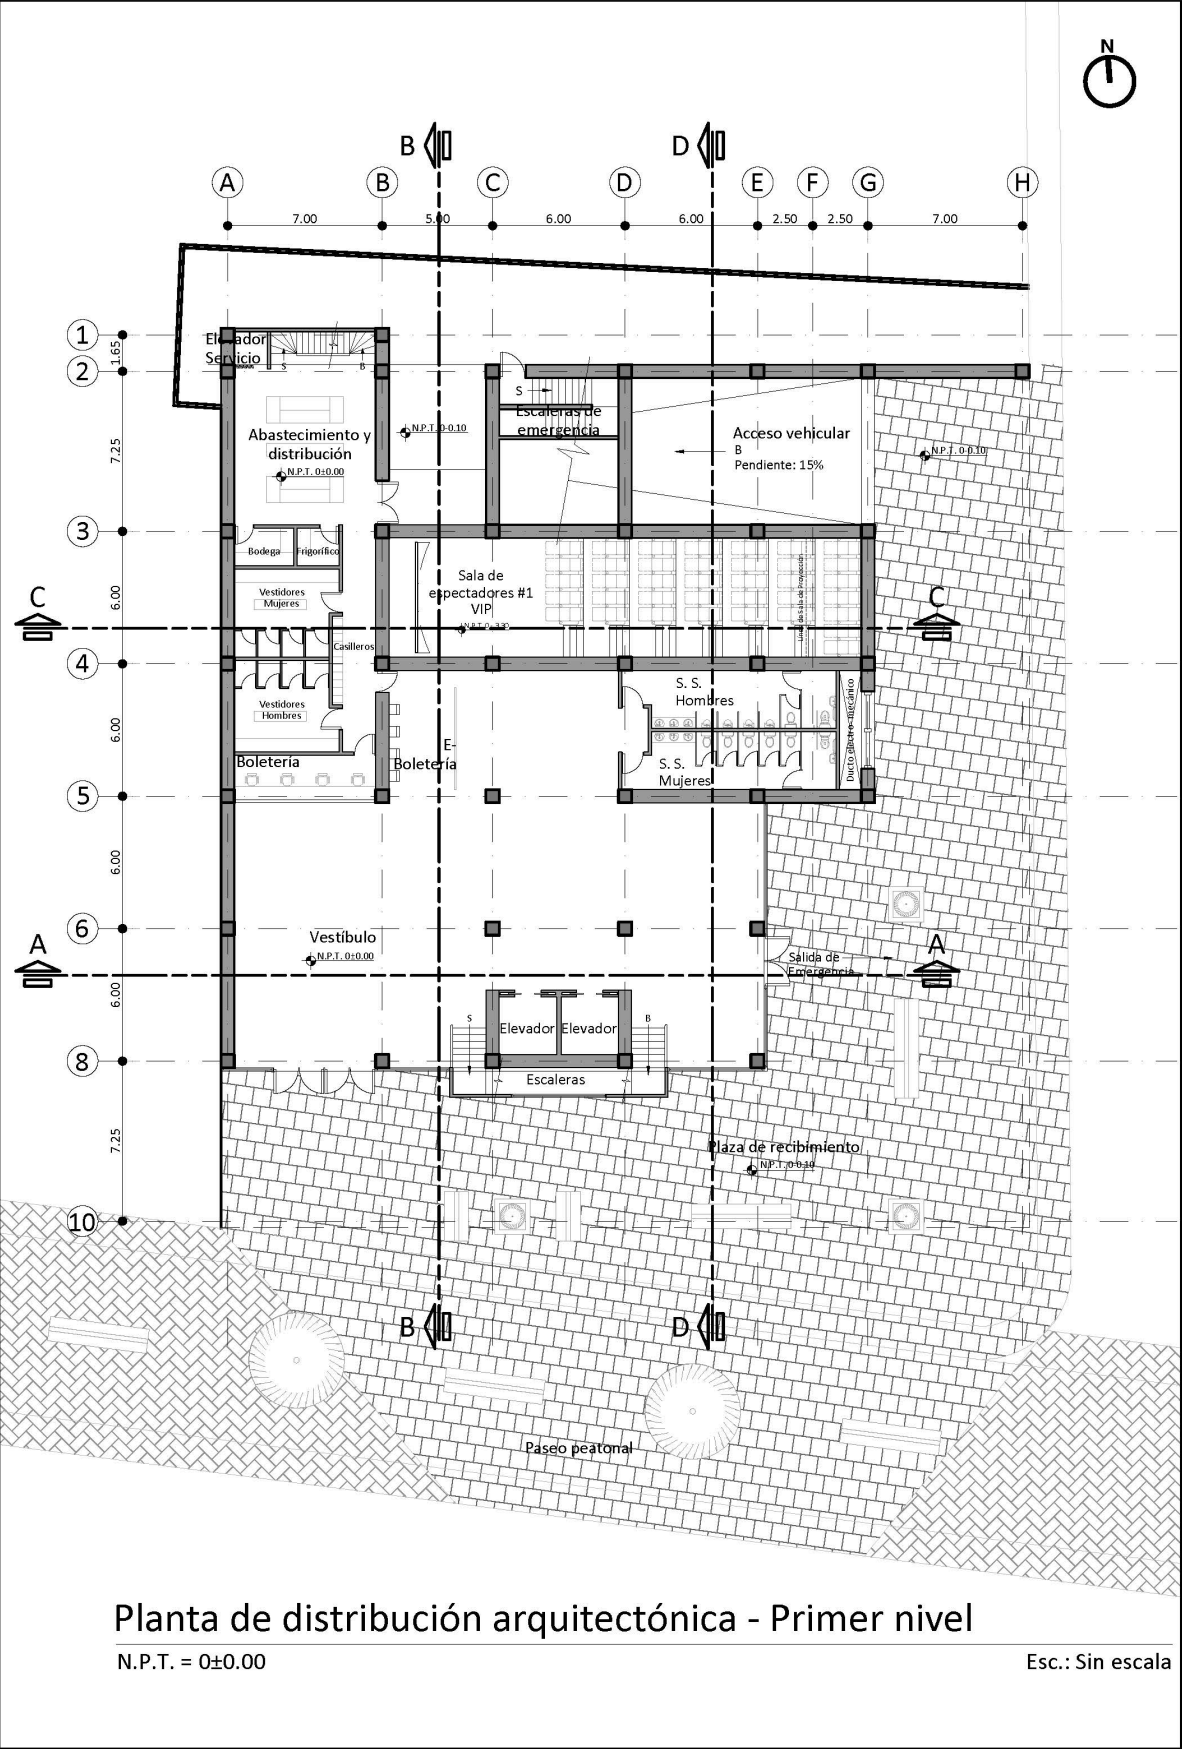 N
B D
A B C D E F G H
7.00 5.00 6.00 6.00 2.50 2.50 7.00
1
1.65
2
7.25
3
6.00
C C
4
6.00
5
6.00
6
A A
6.00
8
7.25
10
Elevador
Servicio
S B
Abastecimiento y
distribución
N.P.T. 0±0.00
N.P.T. 0-0.10
S
Escaleras de
emergencia
Acceso vehicular
B
Pendiente: 15%
N.P.T. 0-0.10
Bodega Frigorífico
Vestidores
Mujeres
Casilleros
Vestidores
Hombres
Boletería
E-
Boletería
Sala de
espectadores #1
VIP
Linea de Sala de Proyección
S. S.
Hombres
S. S.
Mujeres
Ducto electro-mecánico
Vestíbulo
N.P.T. 0±0.00
Salida de
Emergencia
S B
Elevador Elevador
Escaleras
Plaza de recibimiento
N.P.T. 0-0.10
B D
Paseo peatonal
Planta de distribución arquitectónica - Primer nivel
N.P.T. = 0±0.00 Esc.: Sin escala